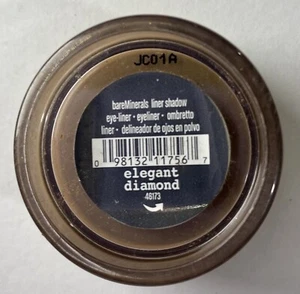 JC01A
bareMinerals liner shadow
eye-liner • eyeliner • ombretto
liner • delineador de ojos en polvo
0 98132 11756 7
elegant
diamond
46173